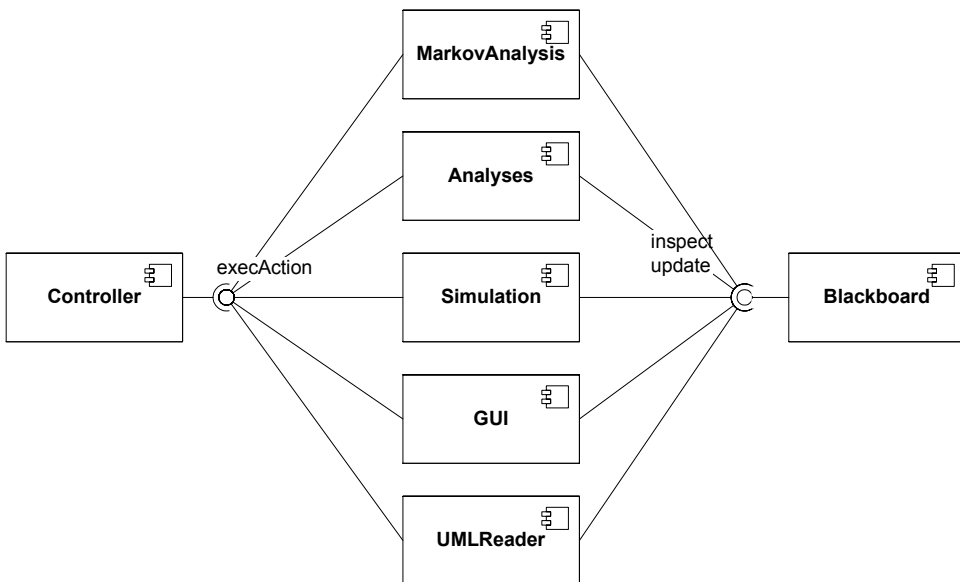 MarkovAnalysis
Analyses
inspect
update
execAction
Controller
Simulation
Blackboard
GUI
UMLReader